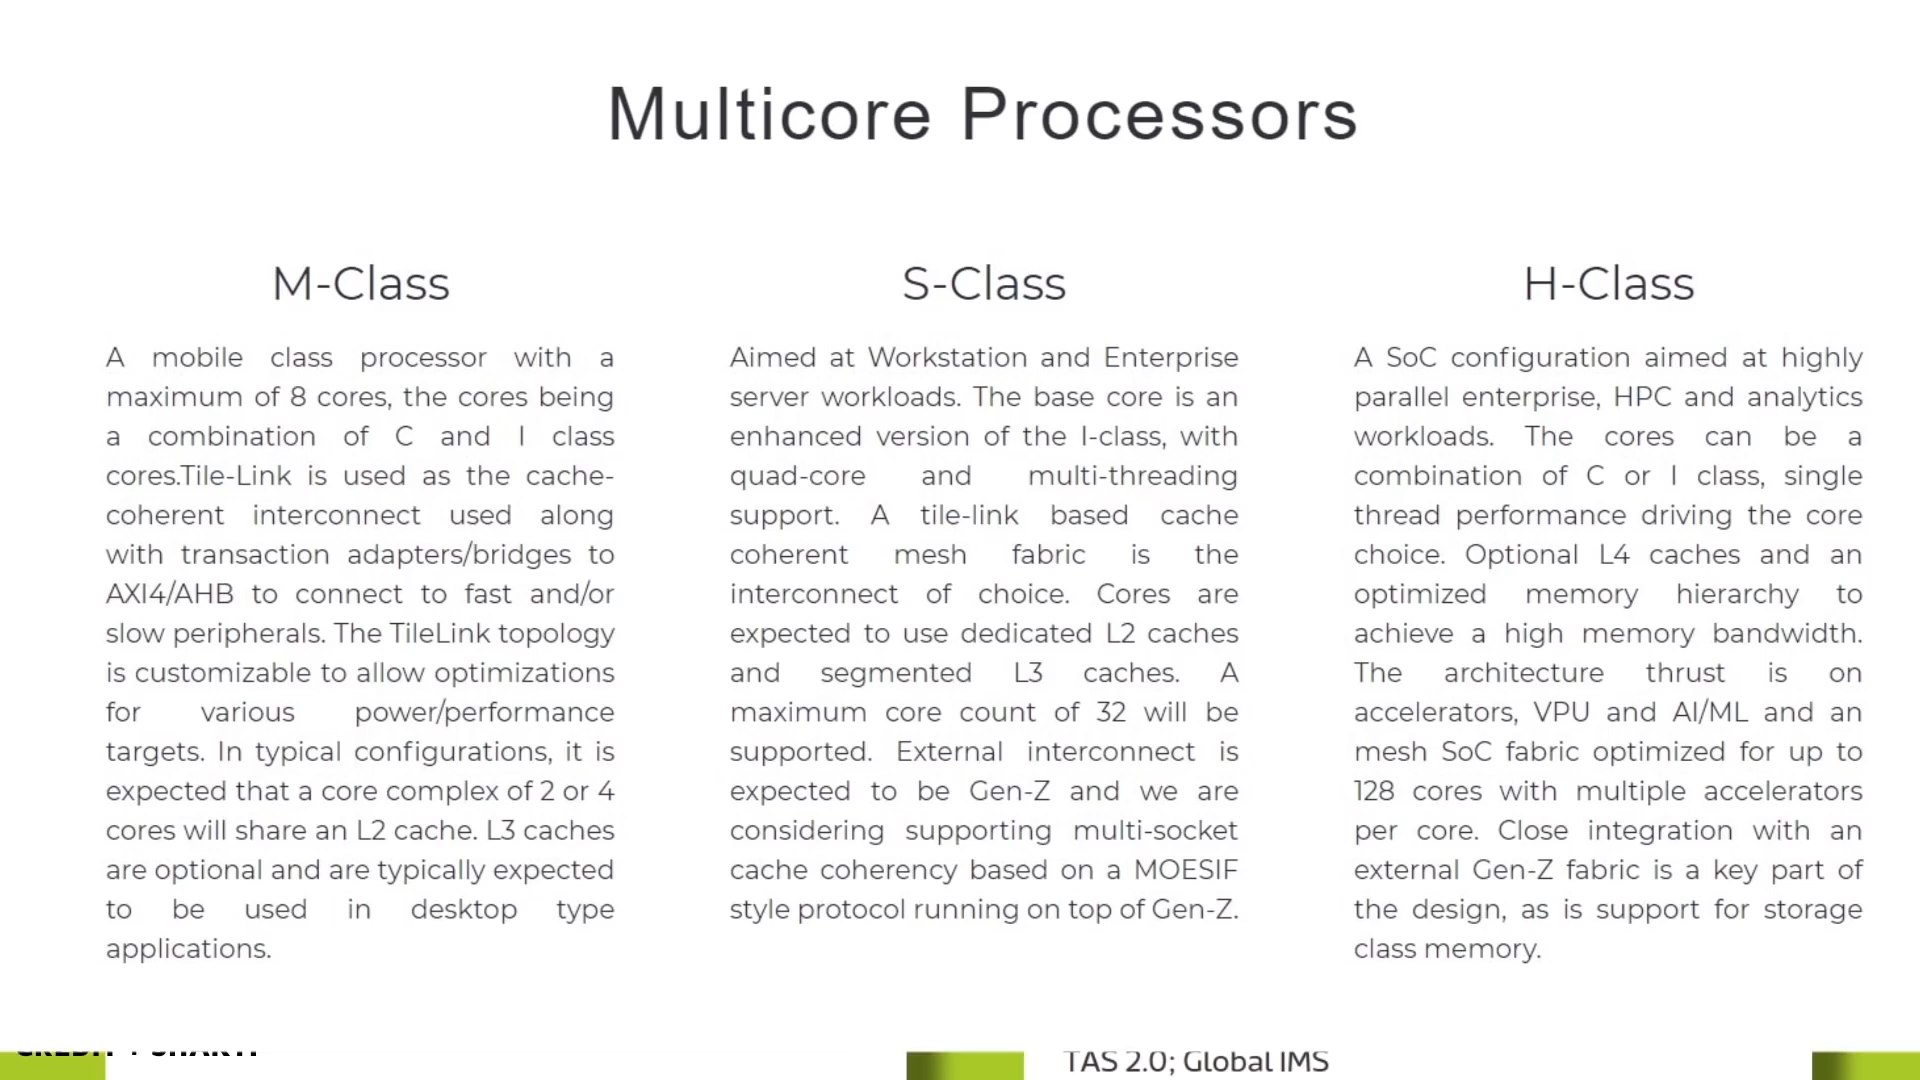 Multicore Processors
M-Class
A mobile class processor with a
maximum of 8 cores, the cores being
a combination of C and I class
cores.Tile-Link is used as the cache-
coherent interconnect used along
with transaction adapters/bridges to
AXI4/AHB to connect to fast and/or
slow peripherals. The TileLink topology
is customizable to allow optimizations
for various power/performance
targets. In typical configurations, it is
expected that a core complex of 2 or 4
cores will share an L2 cache. L3 caches
are optional and are typically expected
to be used in desktop type
applications.
S-Class
Aimed at Workstation and Enterprise
server workloads. The base core is an
enhanced version of the I-class, with
quad-core and multi-threading
support. A tile-link based cache
coherent mesh fabric is the
interconnect of choice. Cores are
expected to use dedicated L2 caches
and segmented L3 caches. A
maximum core count of 32 will be
supported. External interconnect is
expected to be Gen-Z and we are
considering supporting multi-socket
cache coherency based on a MOESIF
style protocol running on top of Gen-Z.
H-Class
A SoC configuration aimed at highly
parallel enterprise, HPC and analytics
workloads. The cores can be a
combination of C or I class, single
thread performance driving the core
choice. Optional L4 caches and an
optimized memory hierarchy to
achieve a high memory bandwidth.
The architecture thrust is on
accelerators, VPU and AI/ML and an
mesh SoC fabric optimized for up to
128 cores with multiple accelerators
per core. Close integration with an
external Gen-Z fabric is a key part of
the design, as is support for storage
class memory.
TAS 2.0; Global IMS